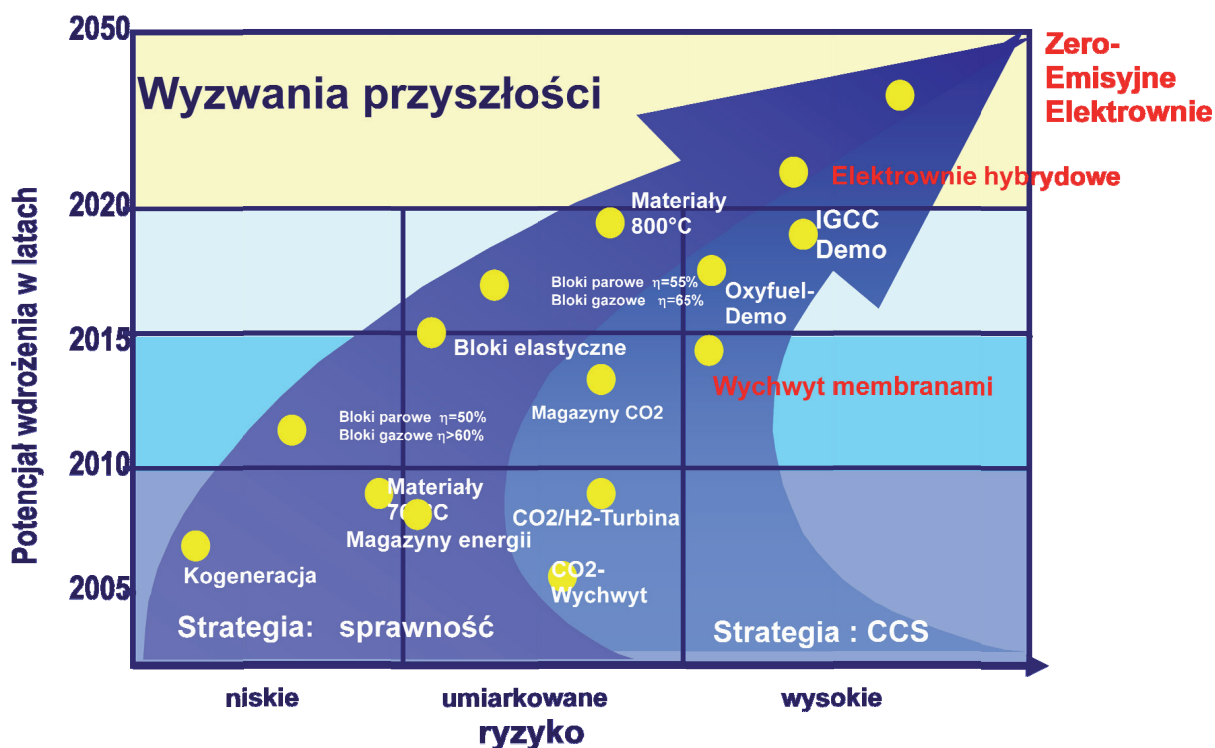 2050
Zero-
Emisyjne
Elektrownie
Wyzwania przyszłości
Elektrownie hybrydowe
2020
Materiały
800°C
IGCC
Demo
Bloki parowe η=55%
Bloki gazowe η=65%
Oxyfuel-
Demo
2015
Bloki elastyczne
Wychwyt membranami
Magazyny CO2
Bloki parowe η=50%
Bloki gazowe η>60%
2010
Materiały
CO2/H2-Turbina
Magazyny energii
Kogeneracja
CO2-
Wychwyt
2005
Strategia: sprawność
Strategia : CCS
niskie
umiarkowane
wysokie
ryzyko
Potencjał wdrożenia w latach